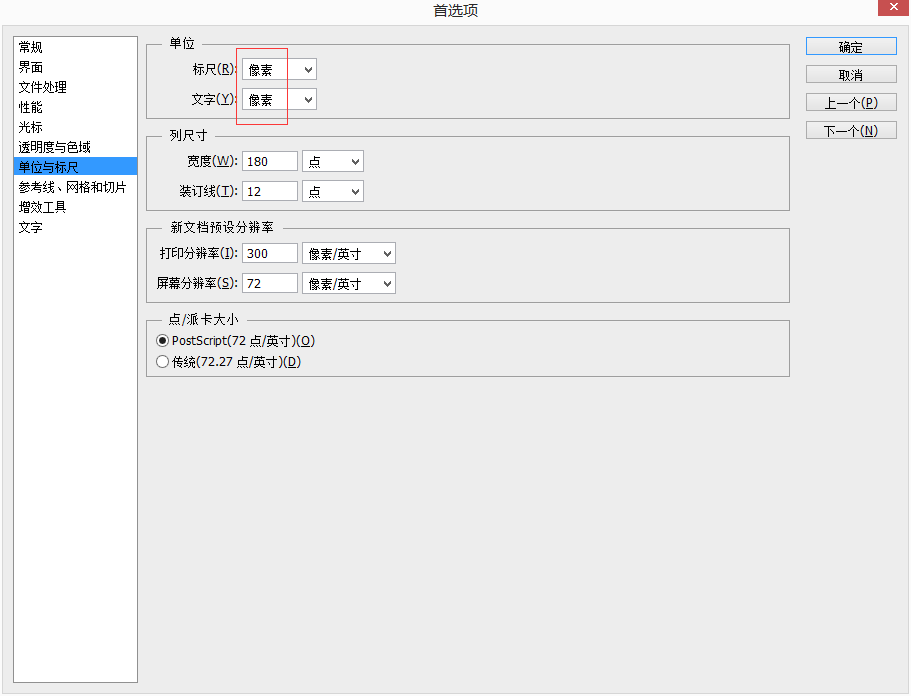 首选项
常规
界面
文件处理
性能
光标
透明度与色域
单位与标尺
参考线、网格和切片
增效工具
文字
单位
标尺(R): 像素
文字(Y): 像素
列尺寸
宽度(W): 180 点
装订线(T): 12 点
新文档预设分辨率
打印分辨率(I): 300 像素/英寸
屏幕分辨率(S): 72 像素/英寸
点/派卡大小
PostScript(72 点/英寸)(O)
传统(72.27 点/英寸)(D)
确定
取消
上一个(P)
下一个(N)